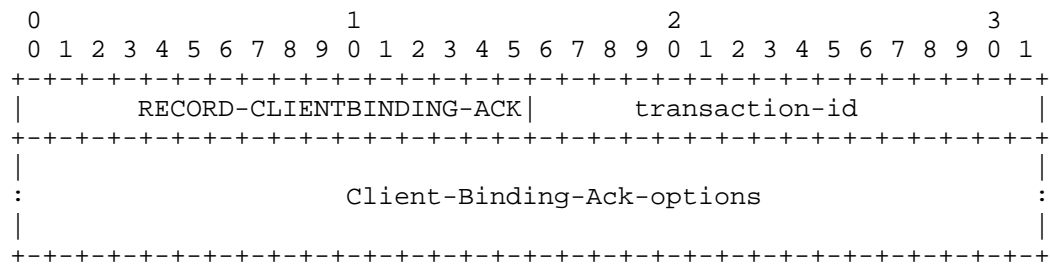 0                   1                   2                   3
 0 1 2 3 4 5 6 7 8 9 0 1 2 3 4 5 6 7 8 9 0 1 2 3 4 5 6 7 8 9 0 1
+-+-+-+-+-+-+-+-+-+-+-+-+-+-+-+-+-+-+-+-+-+-+-+-+-+-+-+-+-+-+-+-+
|       RECORD-CLIENTBINDING-ACK|      transaction-id           |
+-+-+-+-+-+-+-+-+-+-+-+-+-+-+-+-+-+-+-+-+-+-+-+-+-+-+-+-+-+-+-+-+
|                                                               |
:                    Client-Binding-Ack-options                 :
|                                                               |
+-+-+-+-+-+-+-+-+-+-+-+-+-+-+-+-+-+-+-+-+-+-+-+-+-+-+-+-+-+-+-+-+